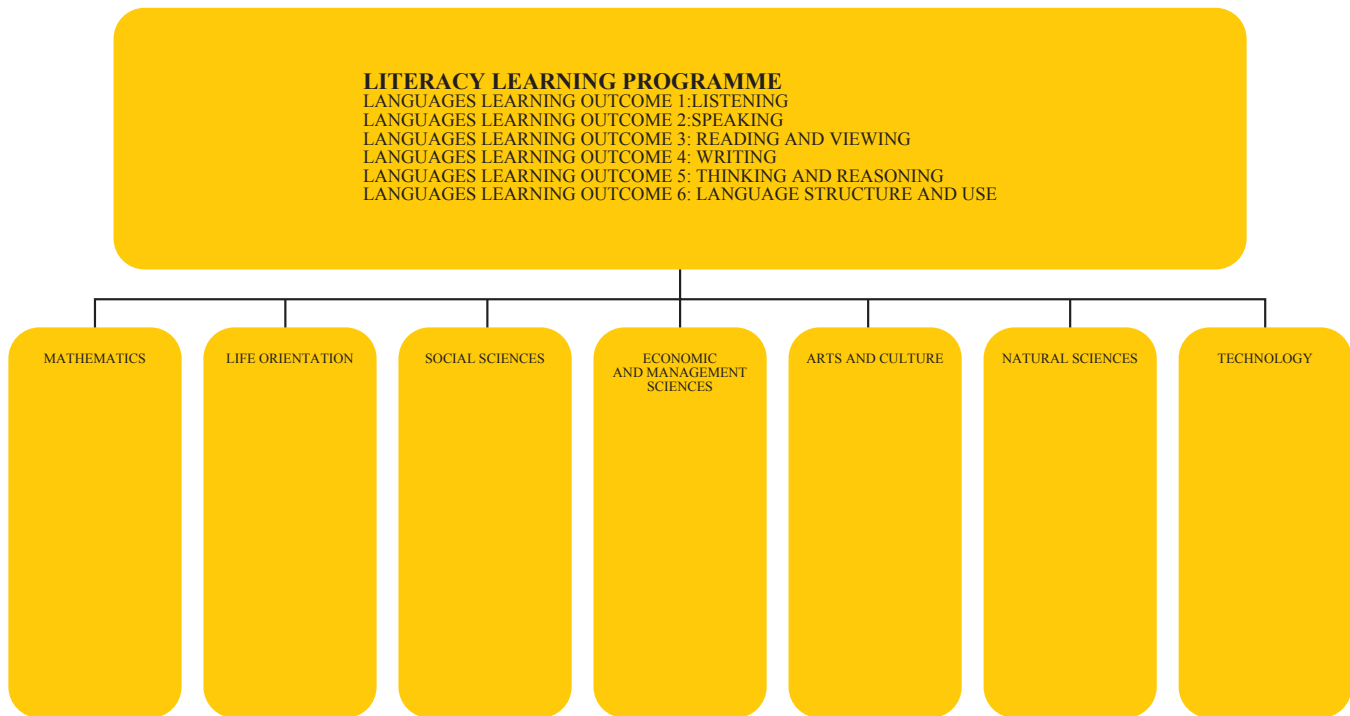 LITERACY LEARNING PROGRAMME
LANGUAGES LEARNING OUTCOME 1:LISTENING
LANGUAGES LEARNING OUTCOME 2:SPEAKING
LANGUAGES LEARNING OUTCOME 3: READING AND VIEWING
LANGUAGES LEARNING OUTCOME 4: WRITING
LANGUAGES LEARNING OUTCOME 5: THINKING AND REASONING
LANGUAGES LEARNING OUTCOME 6: LANGUAGE STRUCTURE AND USE
MATHEMATICS
LIFE ORIENTATION
SOCIAL SCIENCES
ECONOMIC
AND MANAGEMENT
SCIENCES
ARTS AND CULTURE
NATURAL SCIENCES
TECHNOLOGY